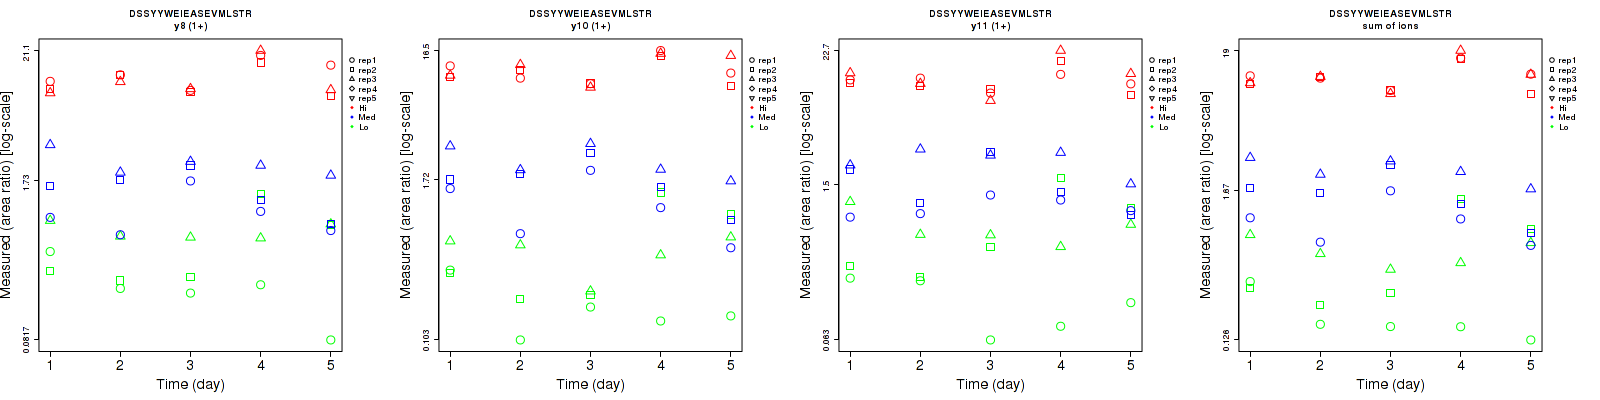 DSSYYWEIEASEVMLSTR
y8 (1+)
Measured (area ratio) [log-scale]
21.1
1.73
0.0817
1 2 3 4 5
Time (day)
rep1
rep2
rep3
rep4
rep5
Hi
Med
Lo
DSSYYWEIEASEVMLSTR
y10 (1+)
Measured (area ratio) [log-scale]
16.5
1.72
0.103
1 2 3 4 5
Time (day)
rep1
rep2
rep3
rep4
rep5
Hi
Med
Lo
DSSYYWEIEASEVMLSTR
y11 (1+)
Measured (area ratio) [log-scale]
22.7
1.5
1 2 3 4 5
Time (day)
rep1
rep2
rep3
rep4
rep5
Hi
Med
Lo
DSSYYWEIEASEVMLSTR
sum of ions
Measured (area ratio) [log-scale]
19
1.67
0.126
1 2 3 4 5
Time (day)
rep1
rep2
rep3
rep4
rep5
Hi
Med
Lo